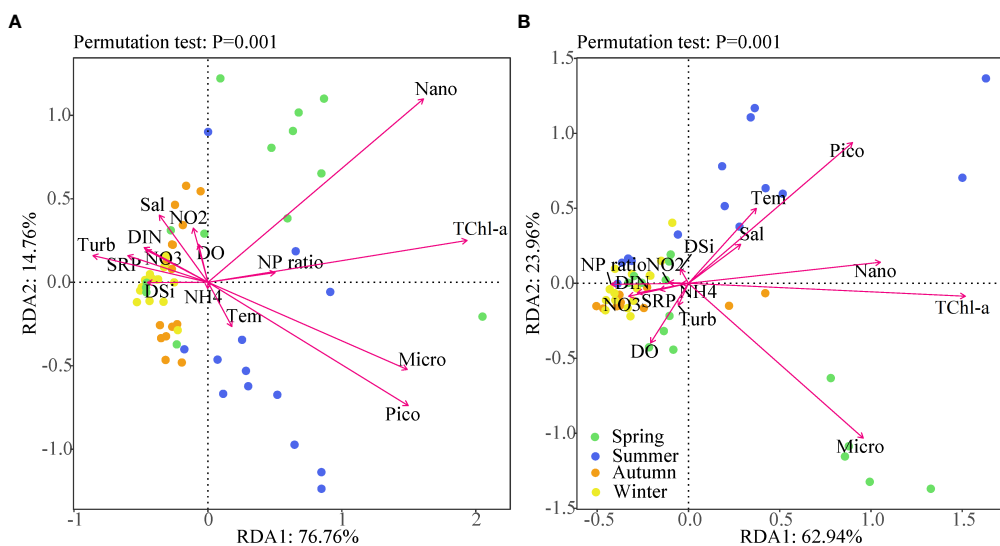 A
Permutation test: P=0.001
Nano
TChl-a
Sal
NO2
DIN
DO
Turb
SRP
NO3
NP ratio
DSi
NH4
Tem
Micro
Pico
1.0
0.5
0.0
-0.5
-1.0
RDA2: 14.76%
-1
0
1
2
RDA1: 76.76%
B
Permutation test: P=0.001
Pico
Tem
Sal
DSi
NP ratio
NO2
Nano
DIN
NH4
NO3
SRP
TChl-a
Turb
DO
Micro
Spring
Summer
Autumn
Winter
1.5
1.0
0.5
0.0
-0.5
-1.0
-1.5
RDA2: 23.96%
-0.5
0.0
0.5
1.0
1.5
RDA1: 62.94%